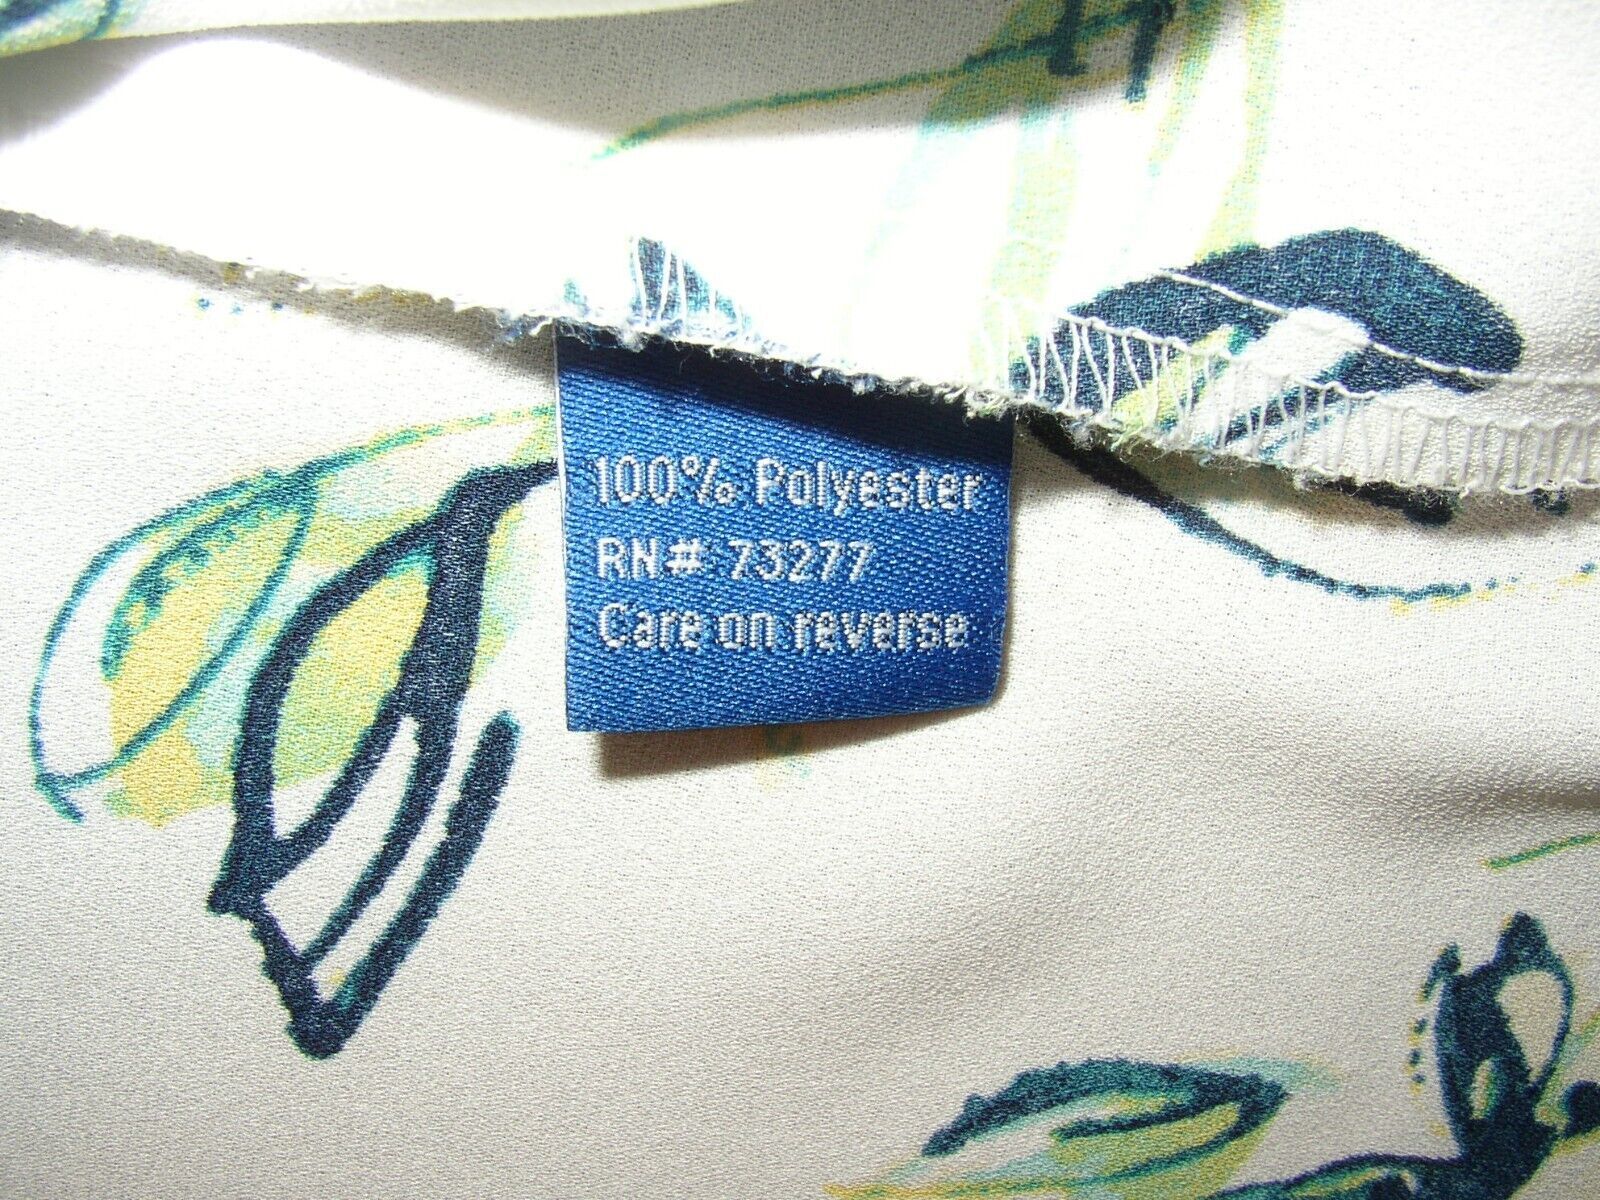 100% Polyester
RN# 73277
Care on reverse